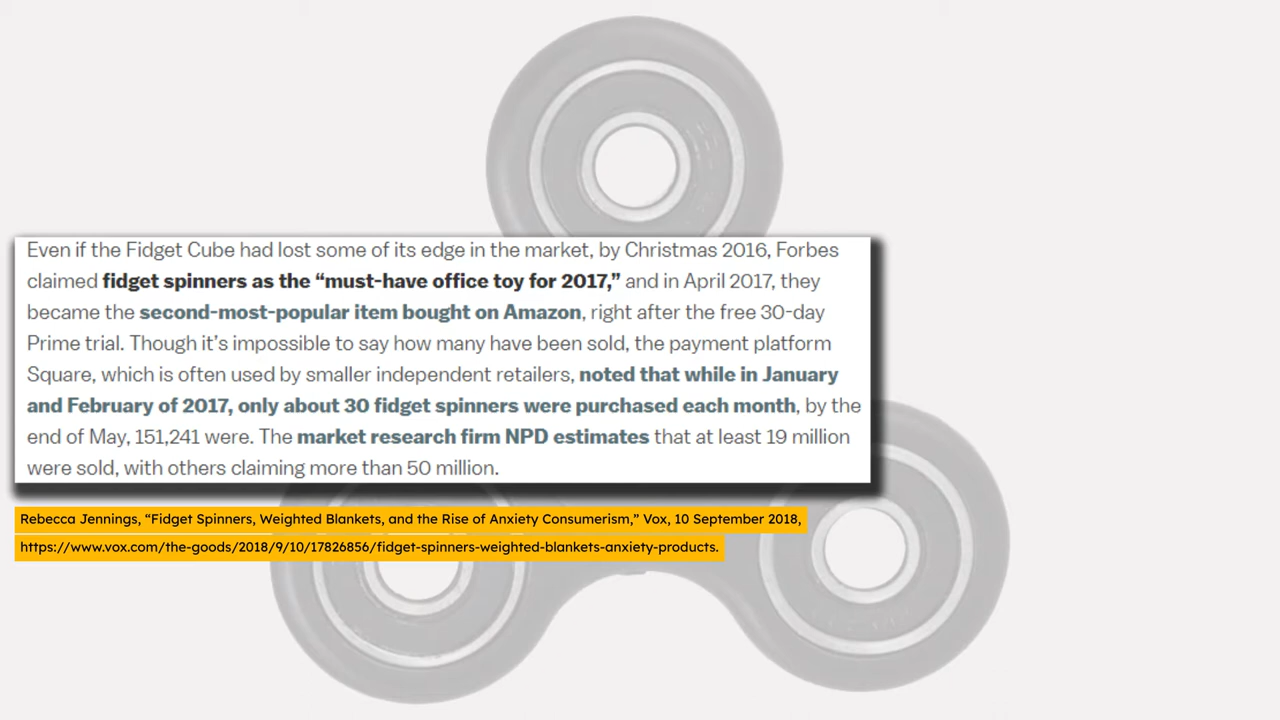 Even if the Fidget Cube had lost some of its edge in the market, by Christmas 2016, Forbes
claimed fidget spinners as the “must-have office toy for 2017,” and in April 2017, they
became the second-most-popular item bought on Amazon, right after the free 30-day
Prime trial. Though it’s impossible to say how many have been sold, the payment platform
Square, which is often used by smaller independent retailers, noted that while in January
and February of 2017, only about 30 fidget spinners were purchased each month, by the
end of May, 151,241 were. The market research firm NPD estimates that at least 19 million
were sold, with others claiming more than 50 million.
Rebecca Jennings, “Fidget Spinners, Weighted Blankets, and the Rise of Anxiety Consumerism,” Vox, 10 September 2018,
https://www.vox.com/the-goods/2018/9/10/17826856/fidget-spinners-weighted-blankets-anxiety-products.